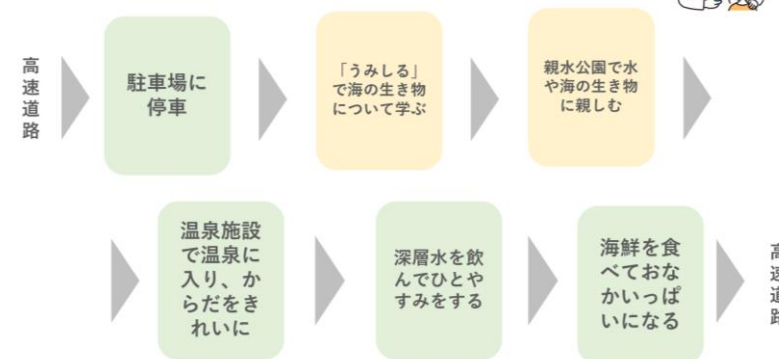 高速道路
駐車場に
停車
「うみしる」
で海の生き物
について学ぶ
親水公園で水
や海の生き物
に親しむ
温泉施設
で温泉に
入り、か
らだをき
れいに
深層水を飲
んでひとや
すみをする
海鮮を食
べておな
かいっぱ
いになる
高速道路